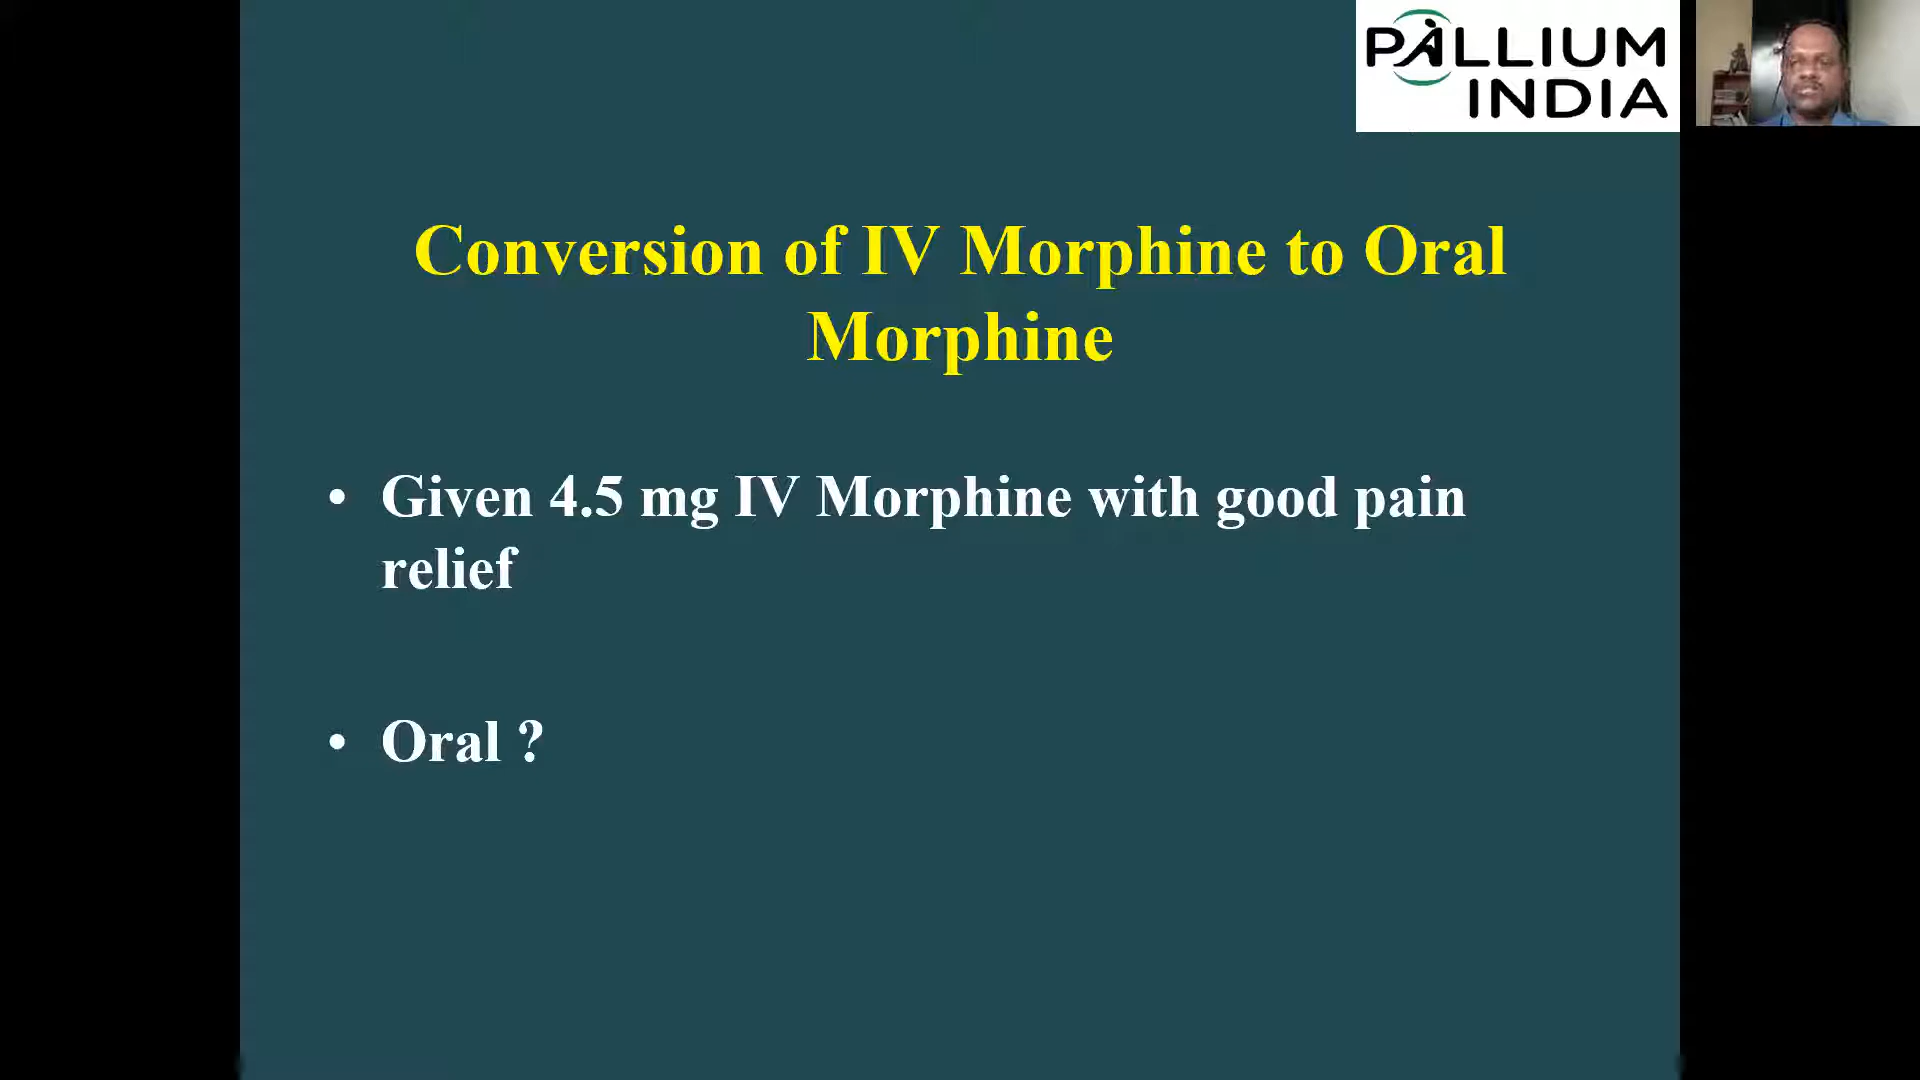 PALLIUM
INDIA
Conversion of IV Morphine to Oral
Morphine
• Given 4.5 mg IV Morphine with good pain
relief
• Oral ?